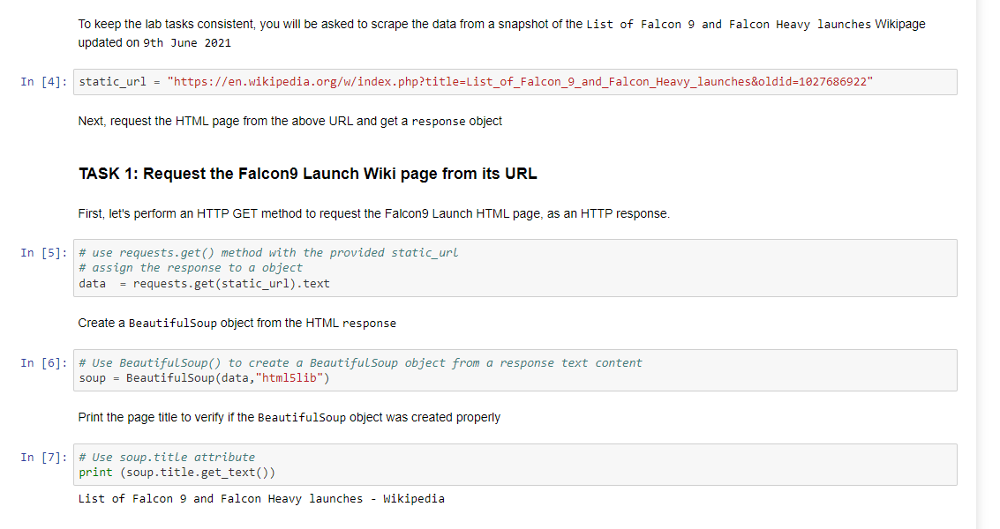 To keep the lab tasks consistent, you will be asked to scrape the data from a snapshot of the List of Falcon 9 and Falcon Heavy launches Wikipage
updated on 9th June 2021
In [4]: static_url = "https://en.wikipedia.org/w/index.php?title=List_of_Falcon_9_and_Falcon_Heavy_launches&oldid=1027686922"
Next, request the HTML page from the above URL and get a response object
TASK 1: Request the Falcon9 Launch Wiki page from its URL
First, let's perform an HTTP GET method to request the Falcon9 Launch HTML page, as an HTTP response.
In [5]: # use requests.get() method with the provided static_url
# assign the response to a object
data  = requests.get(static_url).text
Create a BeautifulSoup object from the HTML response
In [6]: # Use BeautifulSoup() to create a BeautifulSoup object from a response text content
soup = BeautifulSoup(data,"html5lib")
Print the page title to verify if the BeautifulSoup object was created properly
In [7]: # Use soup.title attribute
print (soup.title.get_text())
List of Falcon 9 and Falcon Heavy launches - Wikipedia